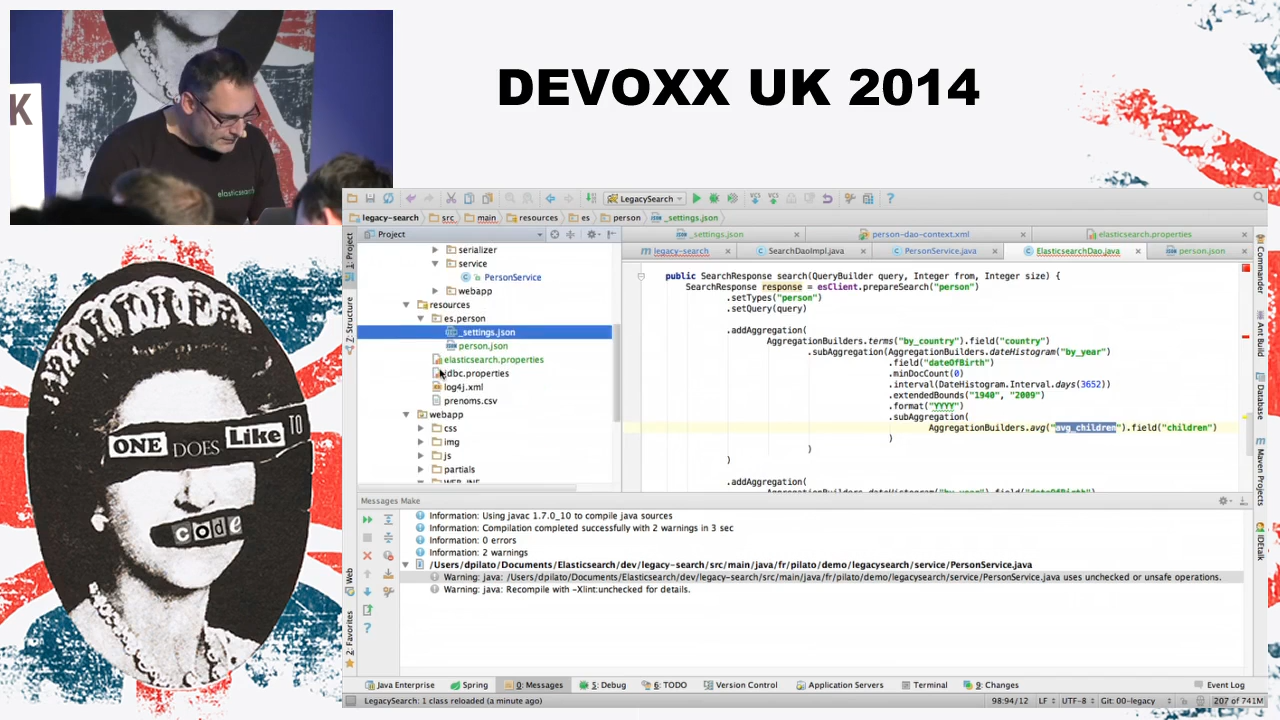 DEVOXX UK 2014
K
elasticsearch
ONE DOES LiKe TO
code
LegacySearch
legacy-search src main resources es person _settings.json
Project
_settings.json person-dao-context.xml elasticsearch.properties
legacy-search SearchDaoImpl.java PersonService.java ElasticsearchDao.java person.json
1: Project
7: Structure
Web
2: Favorites
serializer
service
PersonService
webapp
resources
es.person
_settings.json
person.json
elasticsearch.properties
jdbc.properties
log4j.xml
prenoms.csv
webapp
css
img
js
partials
WEB-INF
public SearchResponse search(QueryBuilder query, Integer from, Integer size) {
SearchResponse response = esClient.prepareSearch("person")
.setTypes("person")
.setQuery(query)
.addAggregation(
AggregationBuilders.terms("by_country").field("country")
.subAggregation(AggregationBuilders.dateHistogram("by_year")
.field("dateOfBirth")
.minDocCount(0)
.interval(DateHistogram.Interval.days(3652))
.extendedBounds("1940", "2009")
.format("YYYY")
.subAggregation(
AggregationBuilders.avg("avg_children").field("children")
)
)
)
.addAggregation(
AggregationBuilders.dateHistogram("by_year").field("dateOfBirth")
Commander
Ant Build
Database
Maven Projects
IDEtalk
Messages Make
Information: Using javac 1.7.0_10 to compile java sources
Information: Compilation completed successfully with 2 warnings in 3 sec
Information: 0 errors
Information: 2 warnings
/Users/dpilato/Documents/Elasticsearch/dev/legacy-search/src/main/java/fr/pilato/demo/legacysearch/service/PersonService.java
Warning: java: /Users/dpilato/Documents/Elasticsearch/dev/legacy-search/src/main/java/fr/pilato/demo/legacysearch/service/PersonService.java uses unchecked or unsafe operations.
Warning: java: Recompile with -Xlint:unchecked for details.
Java Enterprise Spring 0: Messages 5: Debug 6: TODO Version Control Application Servers Terminal 9: Changes Event Log
LegacySearch: 1 class reloaded (a minute ago) 98:94/12 LF UTF-8 Git: 00-legacy 207 of 741M